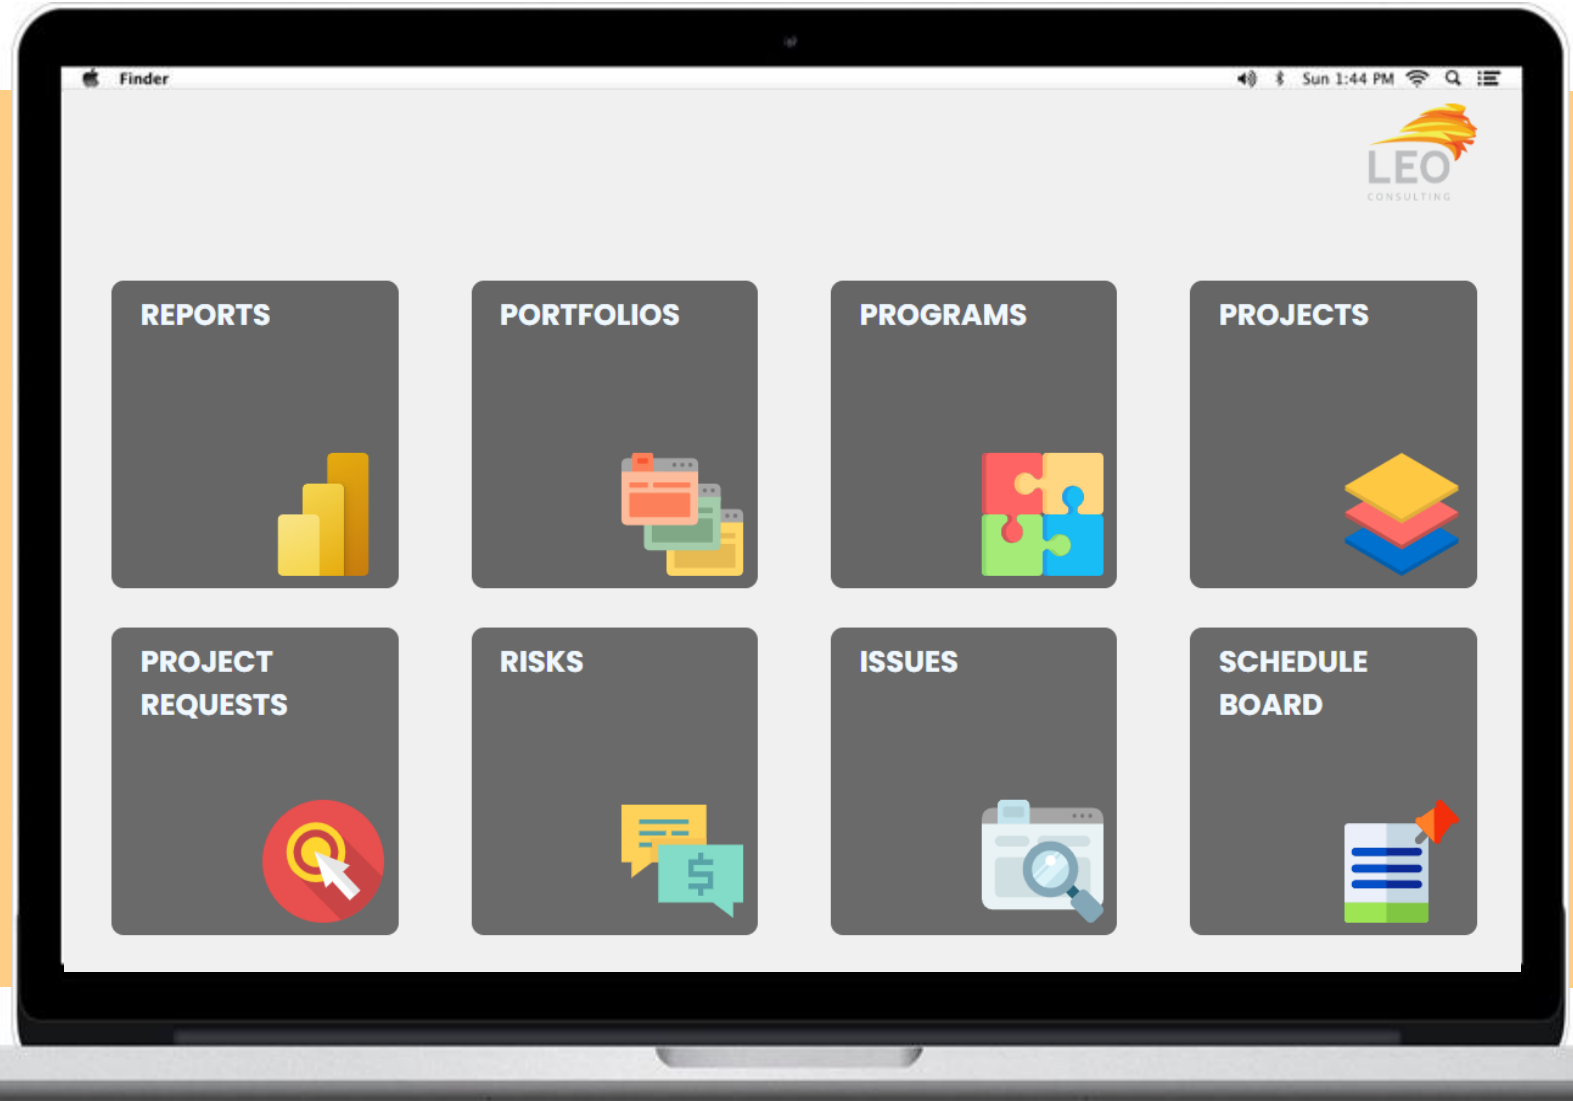 Finder
Sun 1:44 PM
LEO
CONSULTING
REPORTS
PORTFOLIOS
PROGRAMS
PROJECTS
PROJECT
REQUESTS
RISKS
ISSUES
SCHEDULE
BOARD
$